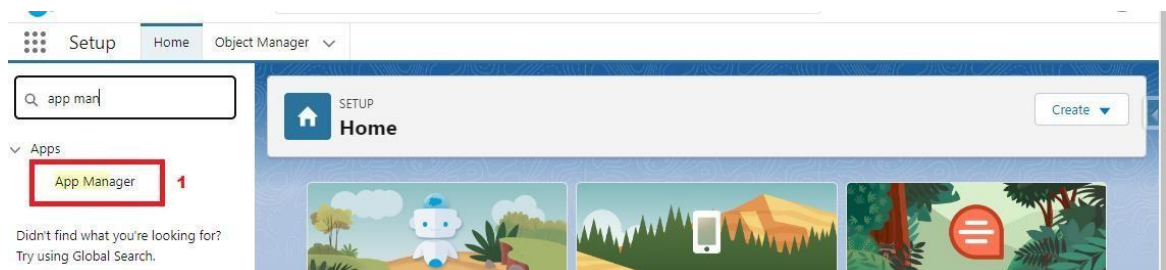 Setup Home Object Manager
app man
SETUP
Home
Create
Apps
App Manager 1
Didn't find what you're looking for?
Try using Global Search.